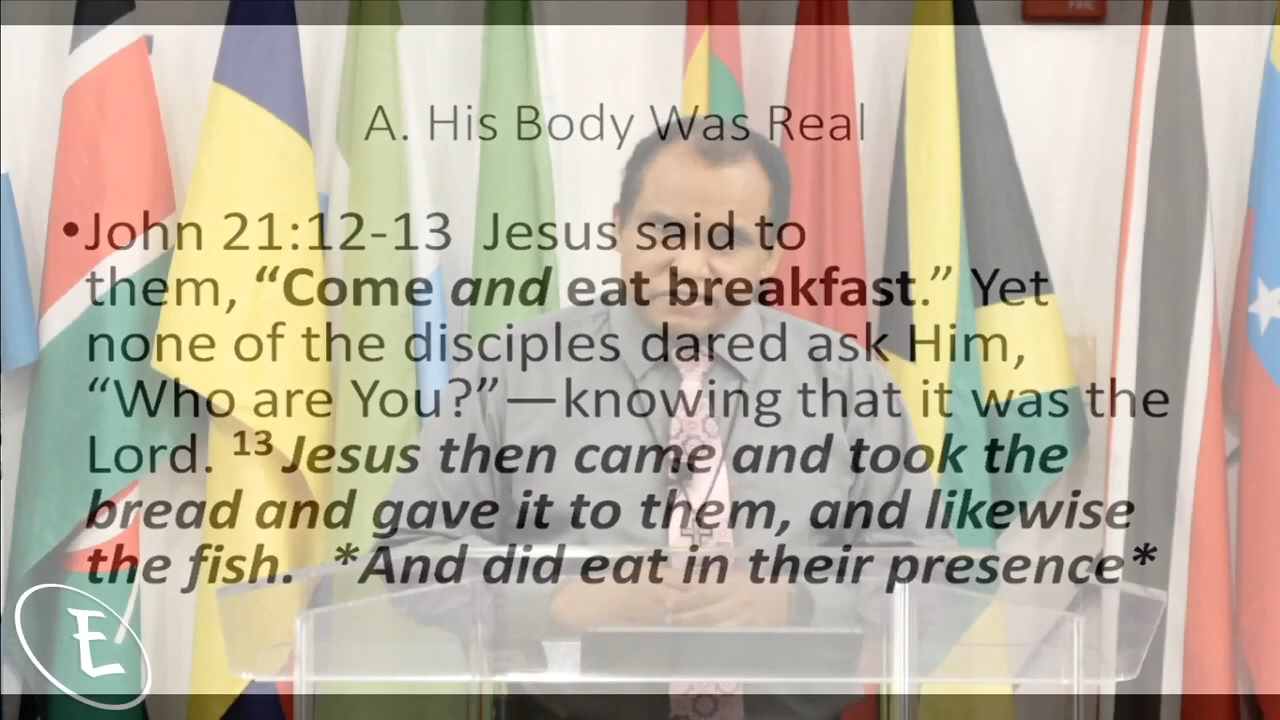 A. His Body Was Real
•John 21:12-13  Jesus said to
them, “Come and eat breakfast.” Yet
none of the disciples dared ask Him,
“Who are You?”—knowing that it was the
Lord. ¹³ Jesus then came and took the
bread and gave it to them, and likewise
the fish.  *And did eat in their presence*
E